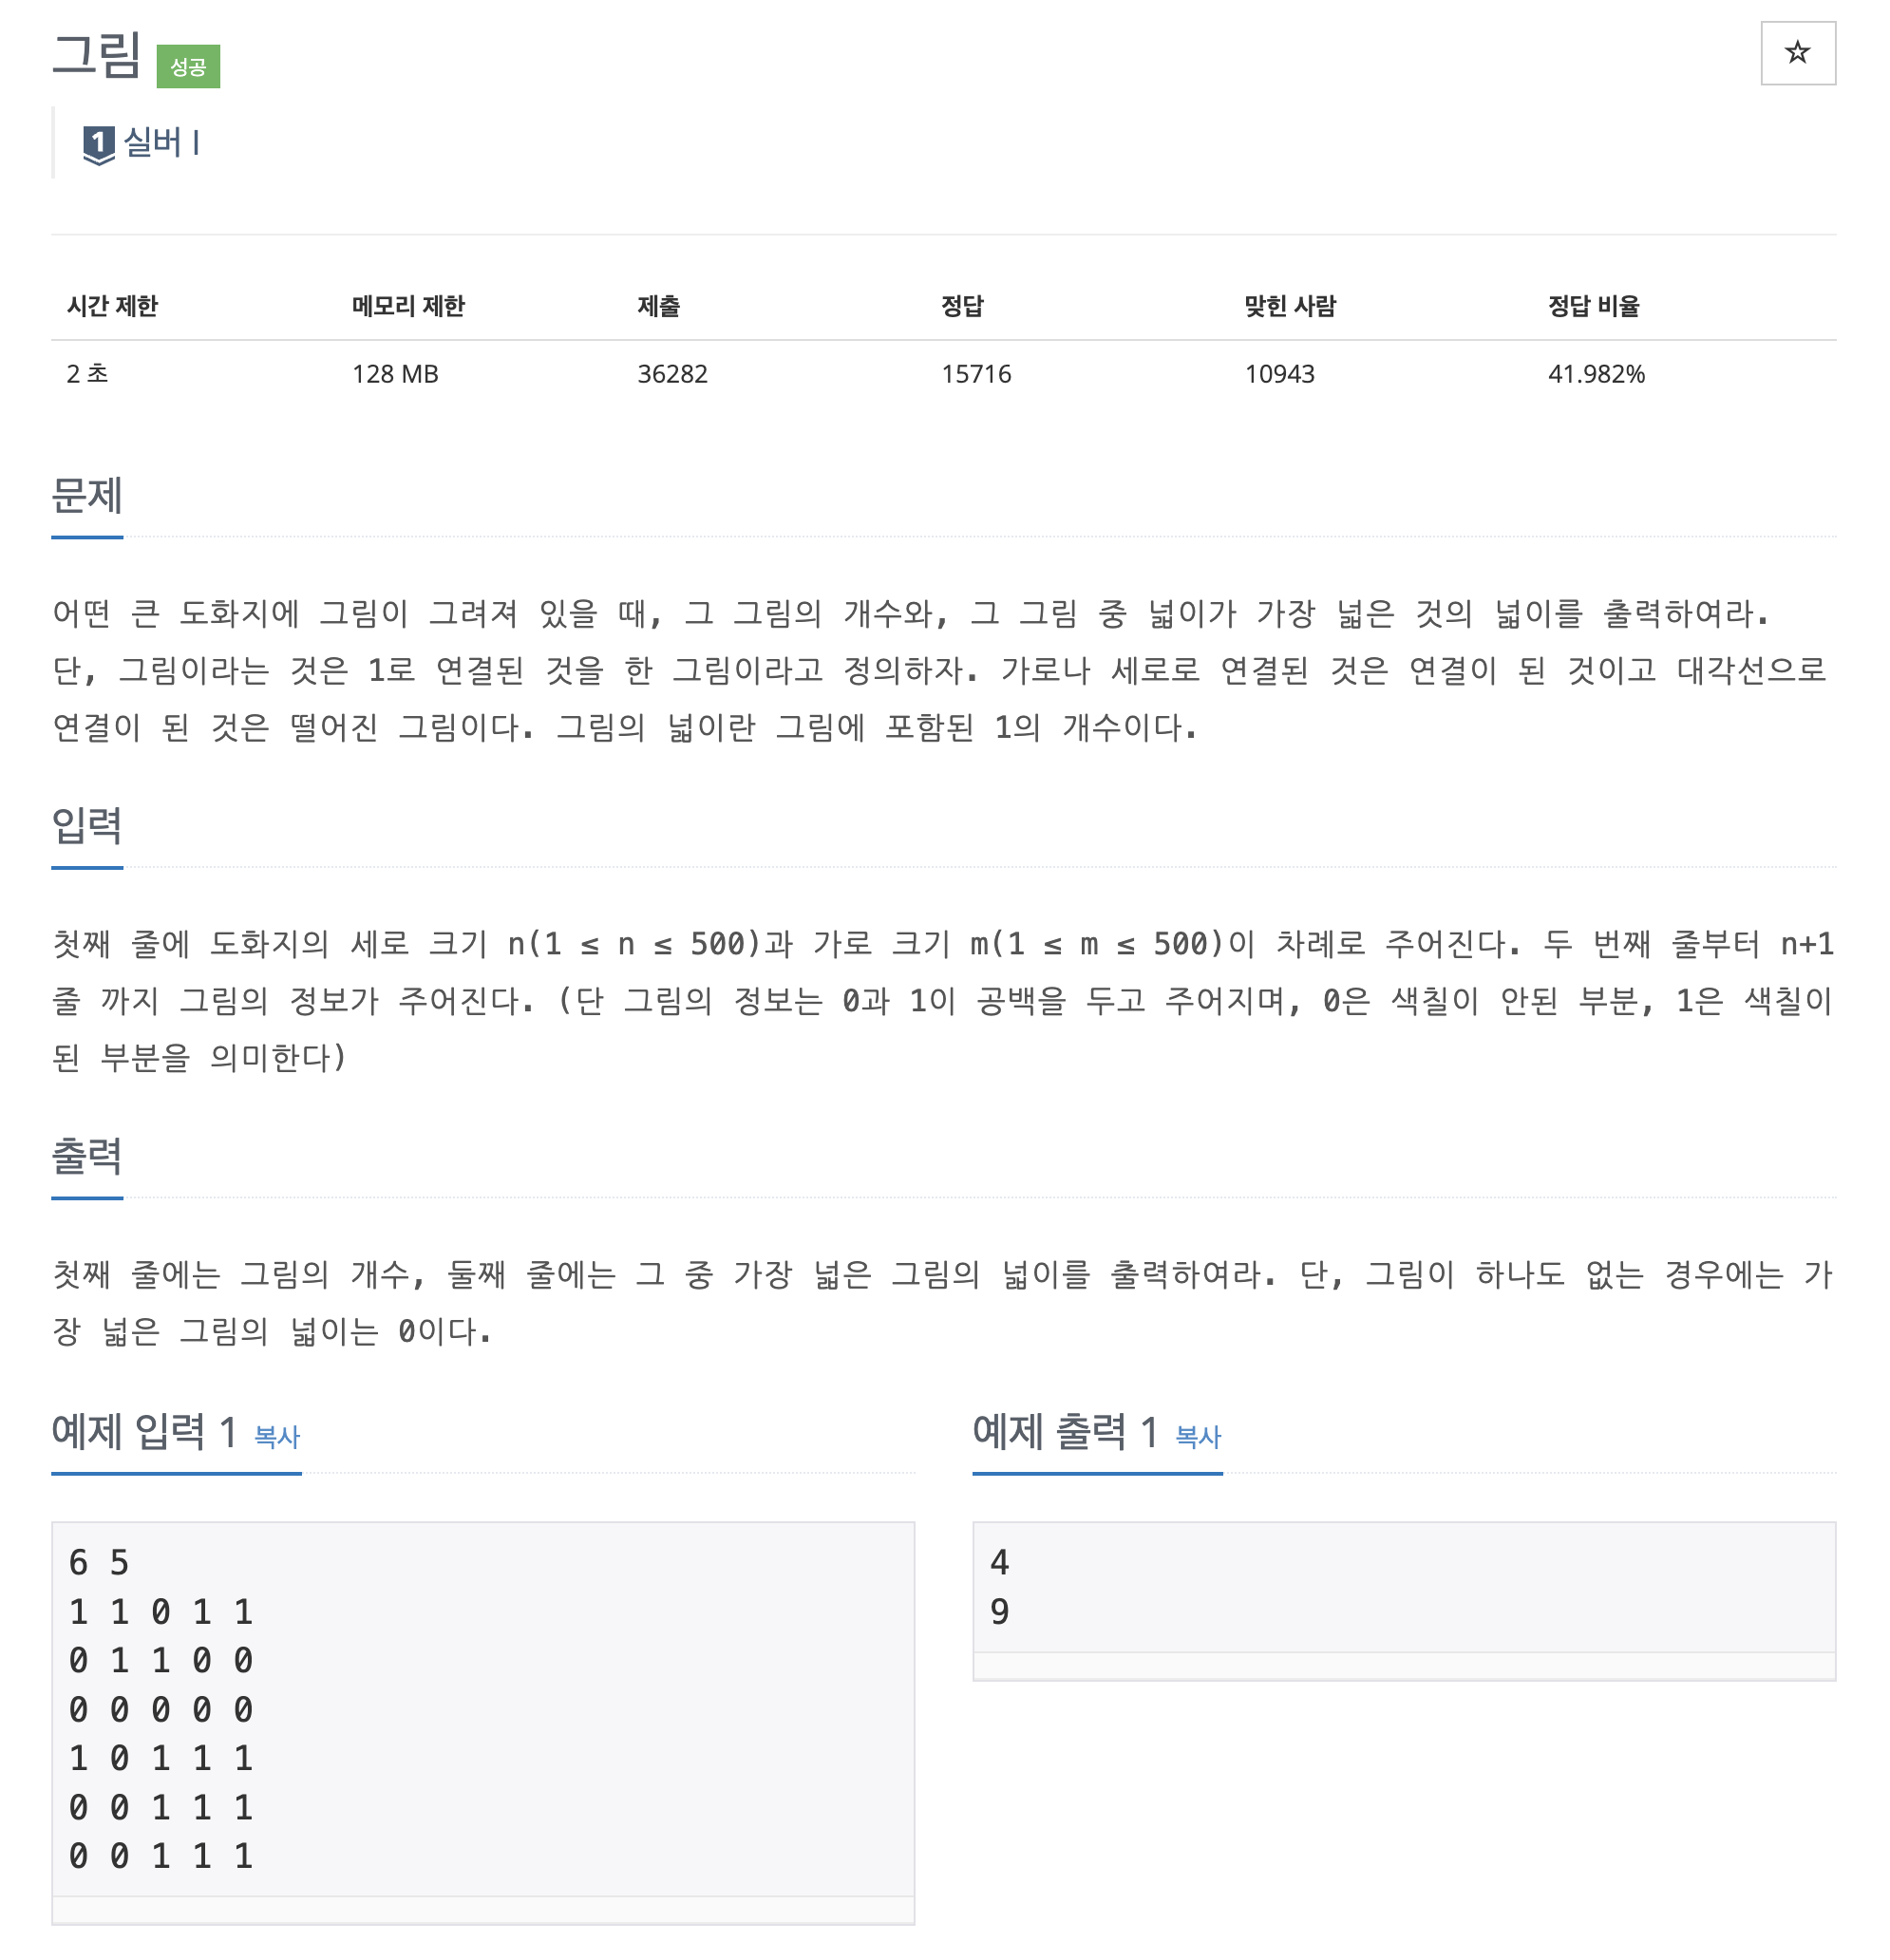 그림 성공
1 실버 I
시간 제한 메모리 제한 제출 정답 맞힌 사람 정답 비율
2 초 128 MB 36282 15716 10943 41.982%
문제
어떤 큰 도화지에 그림이 그려져 있을 때, 그 그림의 개수와, 그 그림 중 넓이가 가장 넓은 것의 넓이를 출력하여라.
단, 그림이라는 것은 1로 연결된 것을 한 그림이라고 정의하자. 가로나 세로로 연결된 것은 연결이 된 것이고 대각선으로
연결이 된 것은 떨어진 그림이다. 그림의 넓이란 그림에 포함된 1의 개수이다.
입력
첫째 줄에 도화지의 세로 크기 n(1 ≤ n ≤ 500)과 가로 크기 m(1 ≤ m ≤ 500)이 차례로 주어진다. 두 번째 줄부터 n+1
줄 까지 그림의 정보가 주어진다. (단 그림의 정보는 0과 1이 공백을 두고 주어지며, 0은 색칠이 안된 부분, 1은 색칠이
된 부분을 의미한다)
출력
첫째 줄에는 그림의 개수, 둘째 줄에는 그 중 가장 넓은 그림의 넓이를 출력하여라. 단, 그림이 하나도 없는 경우에는 가
장 넓은 그림의 넓이는 0이다.
예제 입력 1 복사
6 5
1 1 0 1 1
0 1 1 0 0
0 0 0 0 0
1 0 1 1 1
0 0 1 1 1
0 0 1 1 1
예제 출력 1 복사
4
9